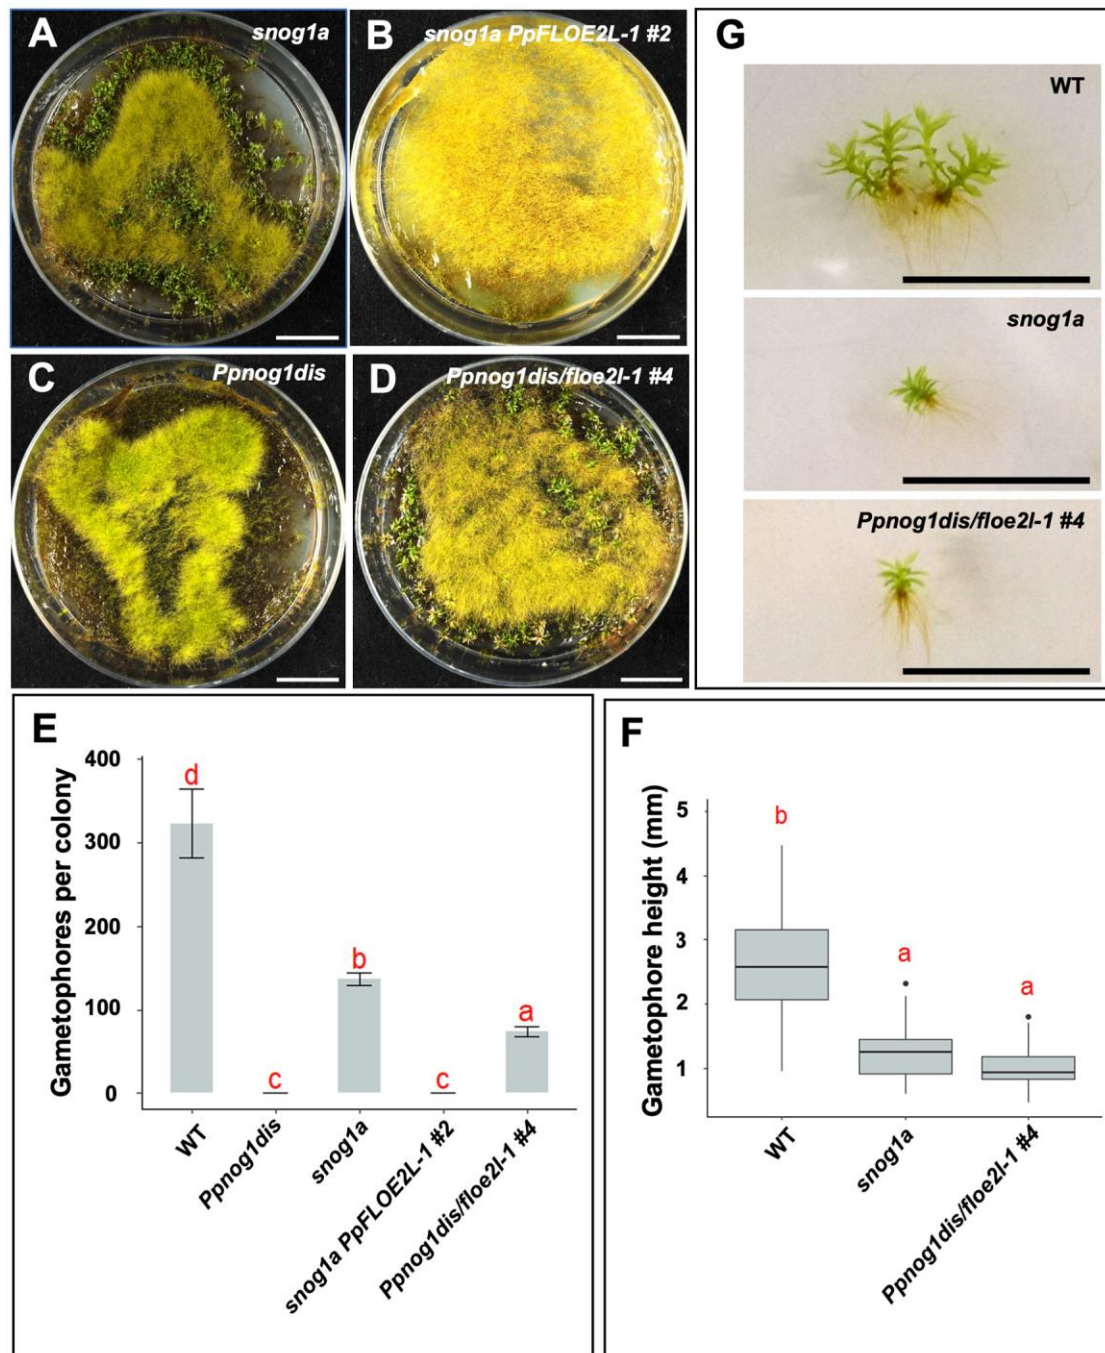 A
snog1a
B
snog1a PpFLOE2L-1 #2
C
Ppnog1dis
D
Ppnog1dis/floe2l-1 #4
G
WT
snog1a
Ppnog1dis/floe2l-1 #4
E
Gametophores per colony
400
300
200
100
0
d
c
b
c
a
WT
Ppnog1dis
snog1a
snog1a PpFLOE2L-1 #2
Ppnog1dis/floe2l-1 #4
F
Gametophore height (mm)
5
4
3
2
1
b
a
a
WT
snog1a
Ppnog1dis/floe2l-1 #4